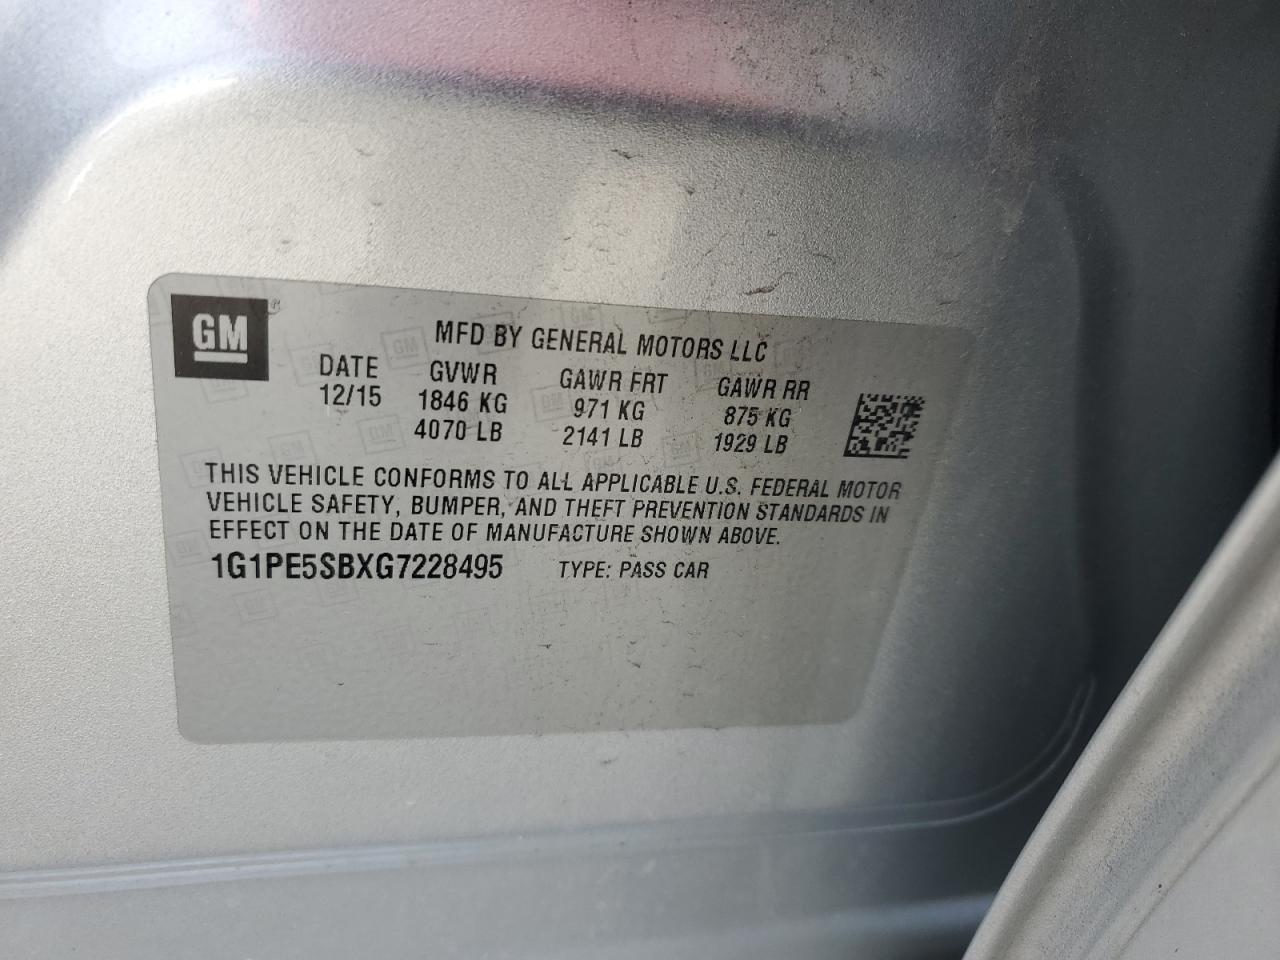 GM
MFD BY GENERAL MOTORS LLC
DATE GVWR GAWR FRT GAWR RR
12/15 1846 KG 971 KG 875 KG
4070 LB 2141 LB 1929 LB
THIS VEHICLE CONFORMS TO ALL APPLICABLE U.S. FEDERAL MOTOR
VEHICLE SAFETY, BUMPER, AND THEFT PREVENTION STANDARDS IN
EFFECT ON THE DATE OF MANUFACTURE SHOWN ABOVE.
1G1PE5SBXG7228495 TYPE: PASS CAR